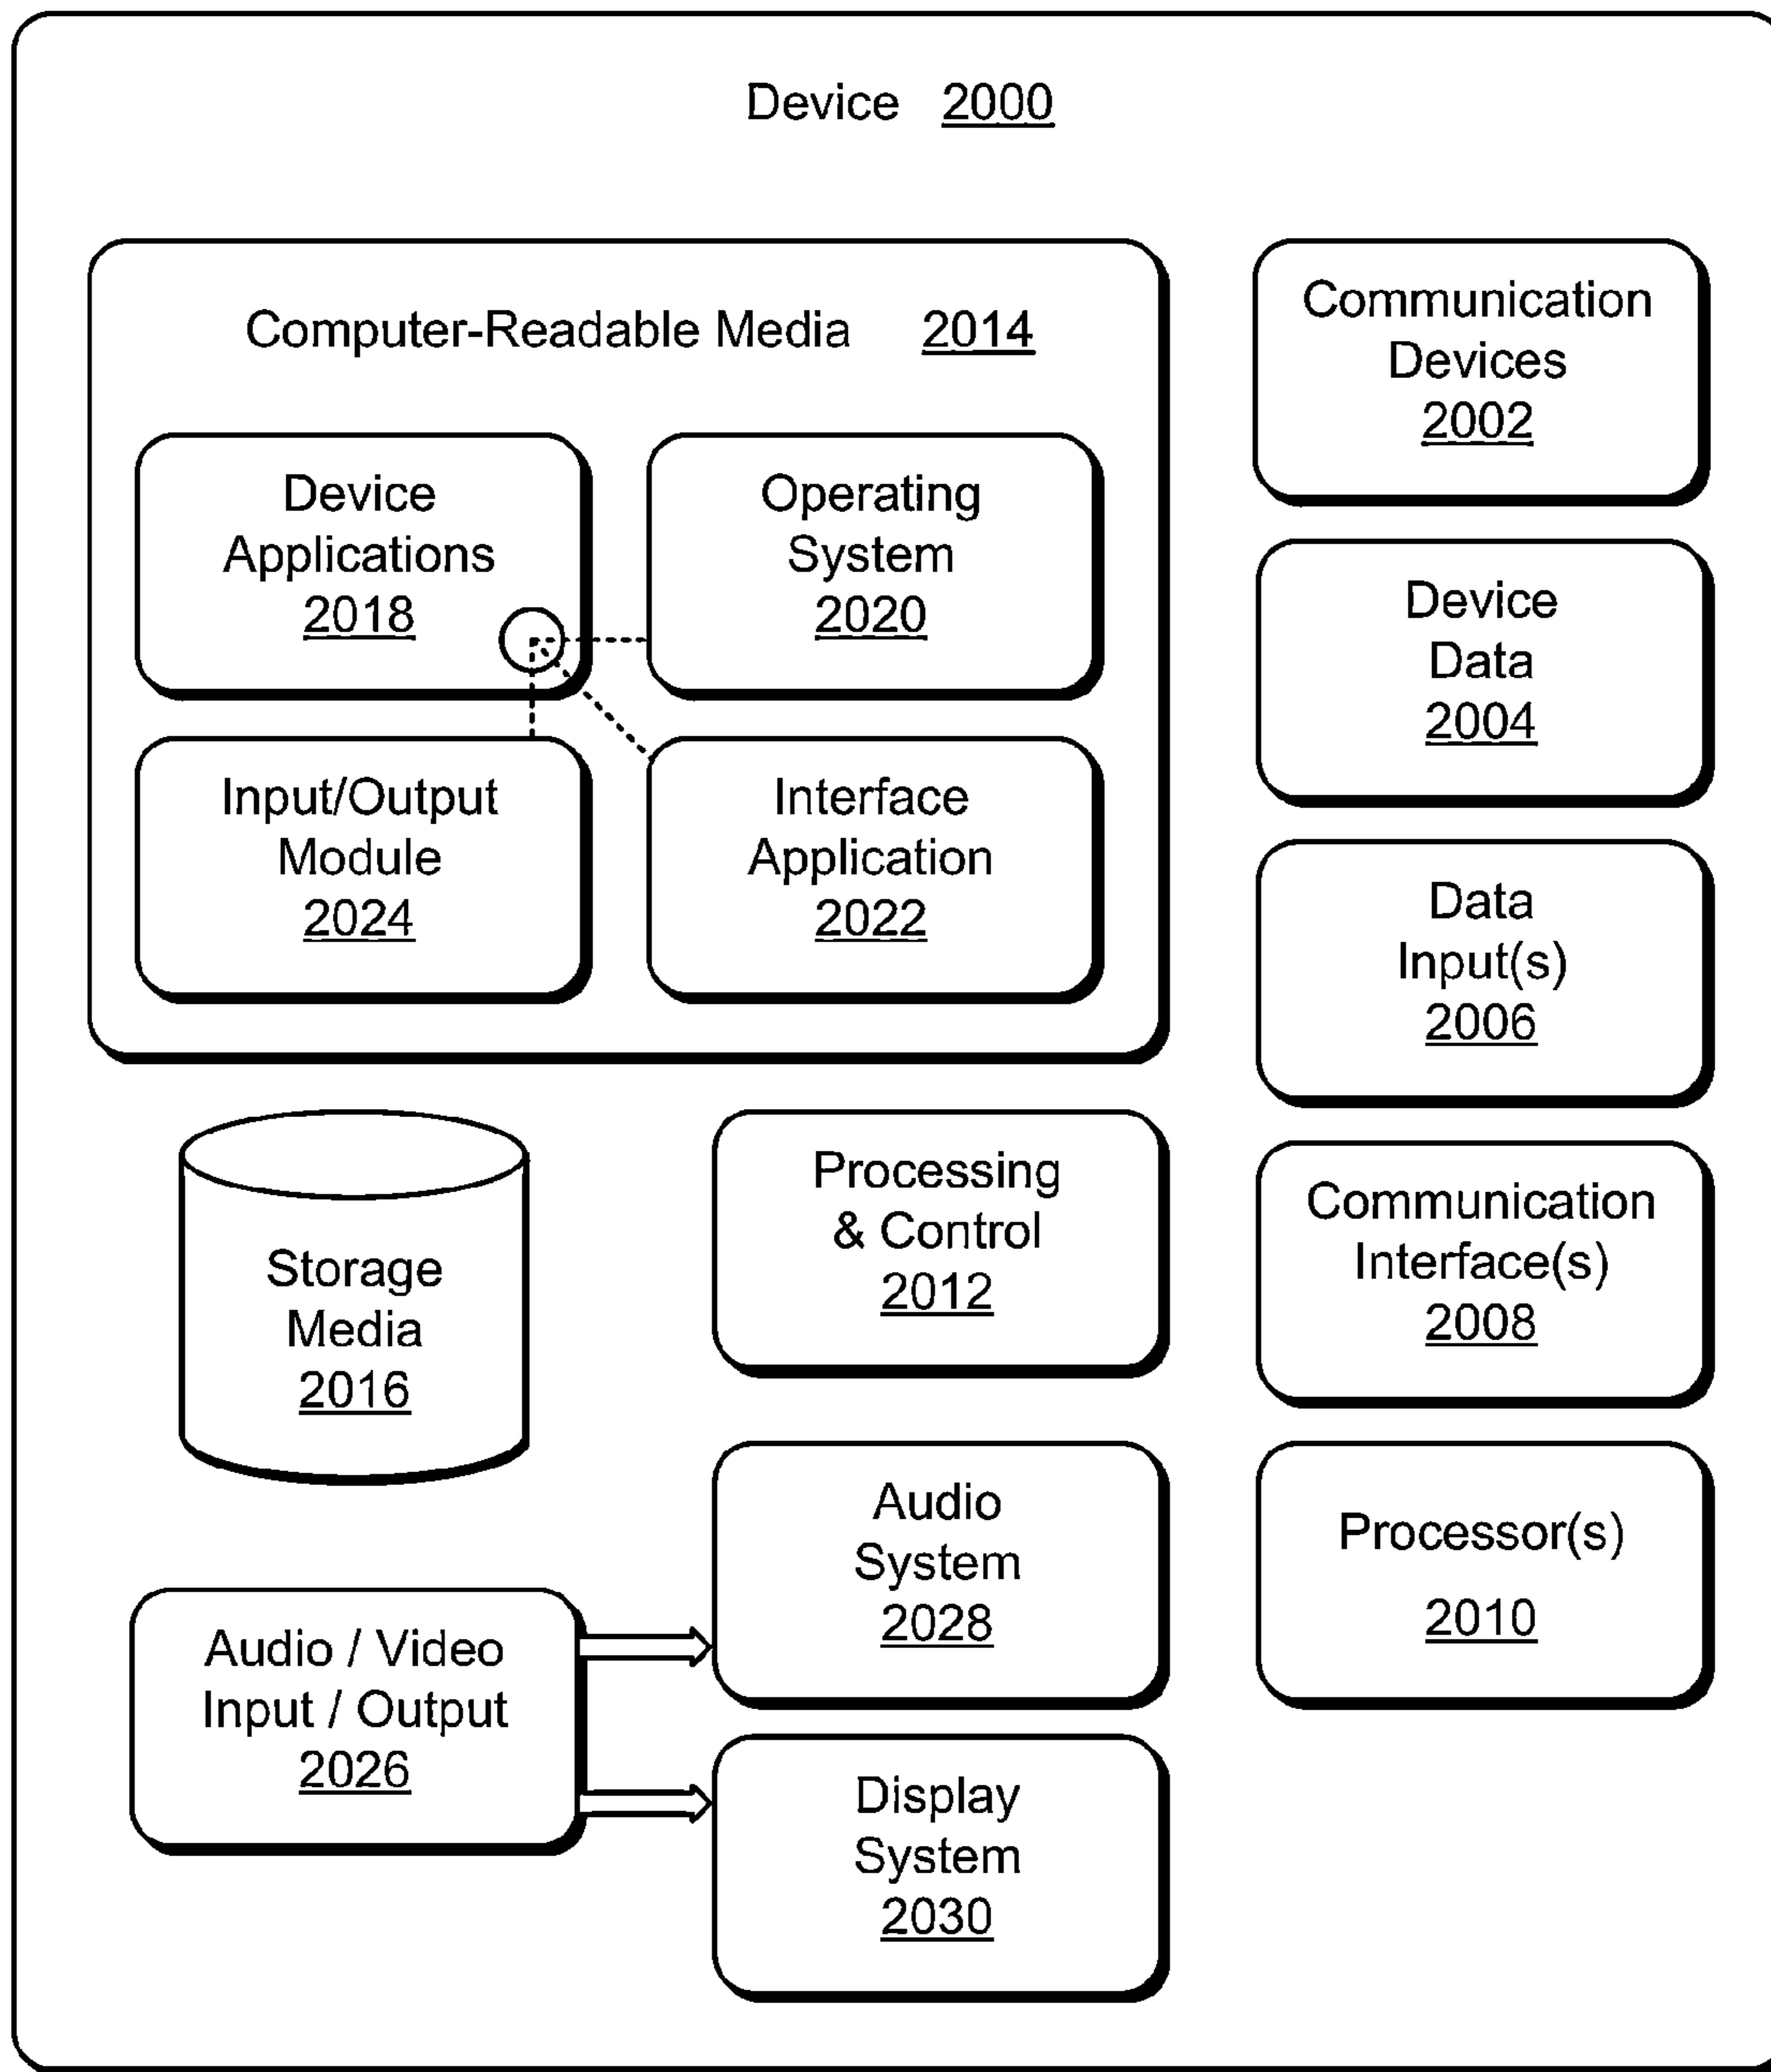 Device 2000
Computer-Readable Media 2014
Device
Applications
2018
Operating
System
2020
Input/Output
Module
2024
Interface
Application
2022
Communication
Devices
2002
Device
Data
2004
Data
Input(s)
2006
Communication
Interface(s)
2008
Processor(s)
2010
Storage
Media
2016
Processing
& Control
2012
Audio / Video
Input / Output
2026
Audio
System
2028
Display
System
2030